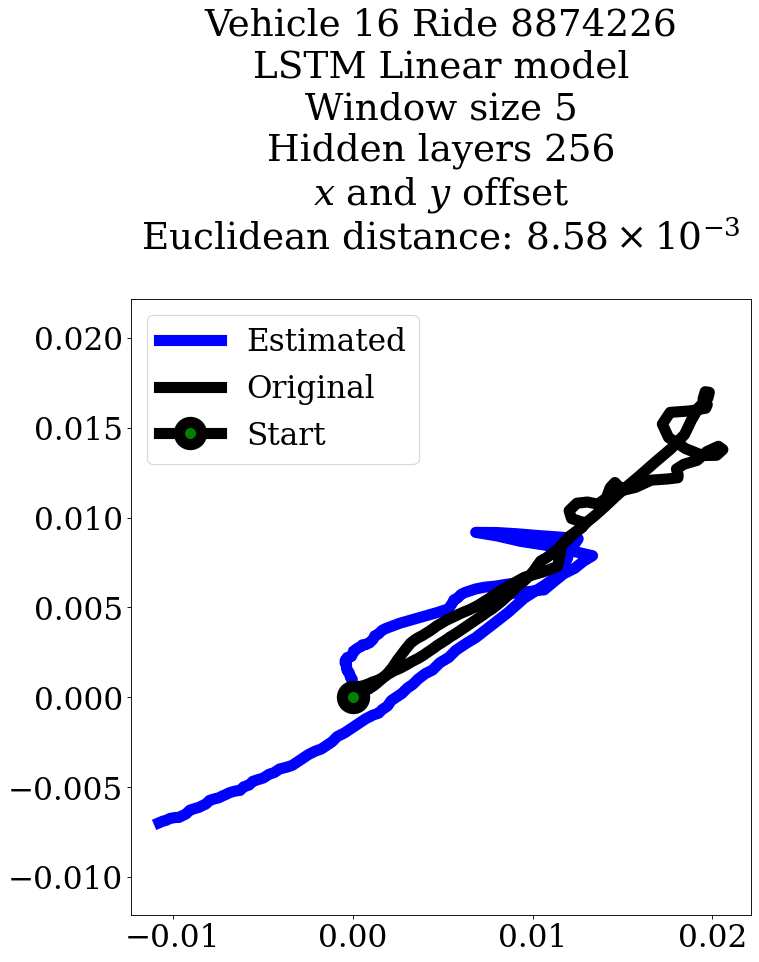 Vehicle 16 Ride 8874226
LSTM Linear model
Window size 5
Hidden layers 256
x and y offset
Euclidean distance: 8.58 × 10⁻³
Estimated
Original
Start
0.020
0.015
0.010
0.005
0.000
−0.005
−0.010
−0.01 0.00 0.01 0.02